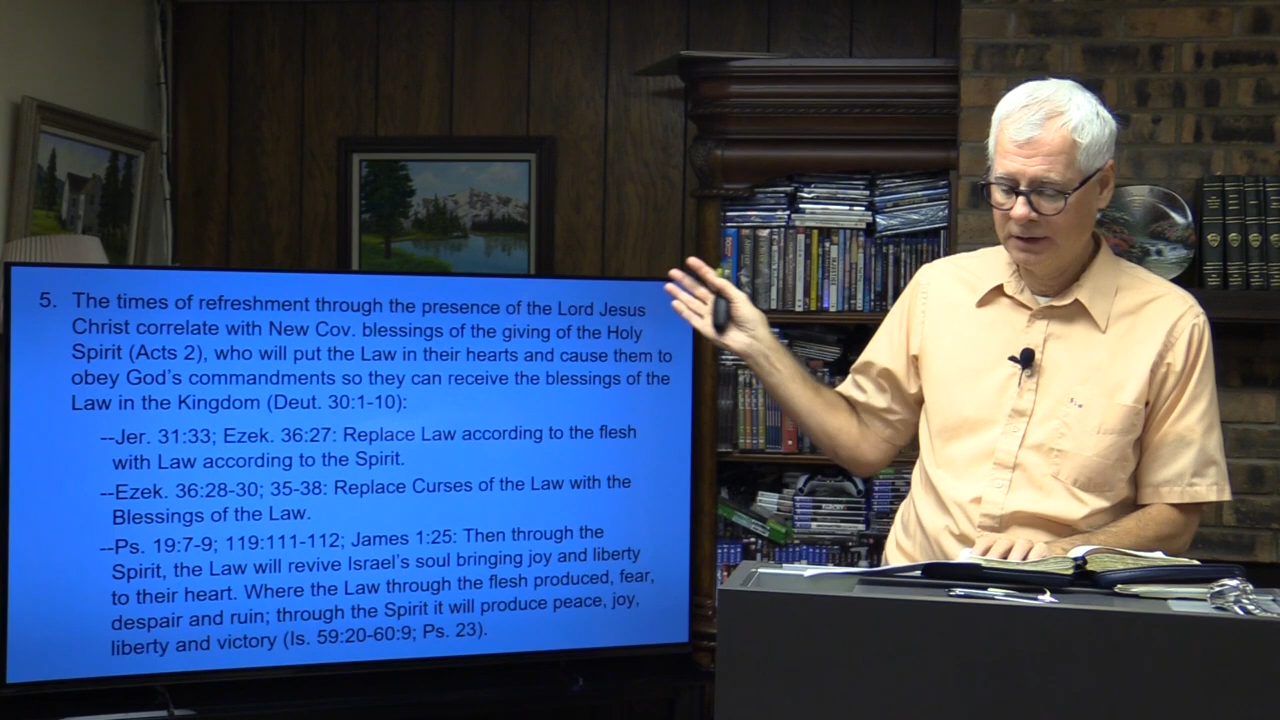 5. The times of refreshment through the presence of the Lord Jesus
Christ correlate with New Cov. blessings of the giving of the Holy
Spirit (Acts 2), who will put the Law in their hearts and cause them to
obey God's commandments so they can receive the blessings of the
Law in the Kingdom (Deut. 30:1-10):
--Jer. 31:33; Ezek. 36:27: Replace Law according to the flesh
with Law according to the Spirit.
--Ezek. 36:28-30; 35-38: Replace Curses of the Law with the
Blessings of the Law.
--Ps. 19:7-9; 119:111-112; James 1:25: Then through the
Spirit, the Law will revive Israel's soul bringing joy and liberty
to their heart. Where the Law through the flesh produced, fear,
despair and ruin; through the Spirit it will produce peace, joy,
liberty and victory (Is. 59:20-60:9; Ps. 23).